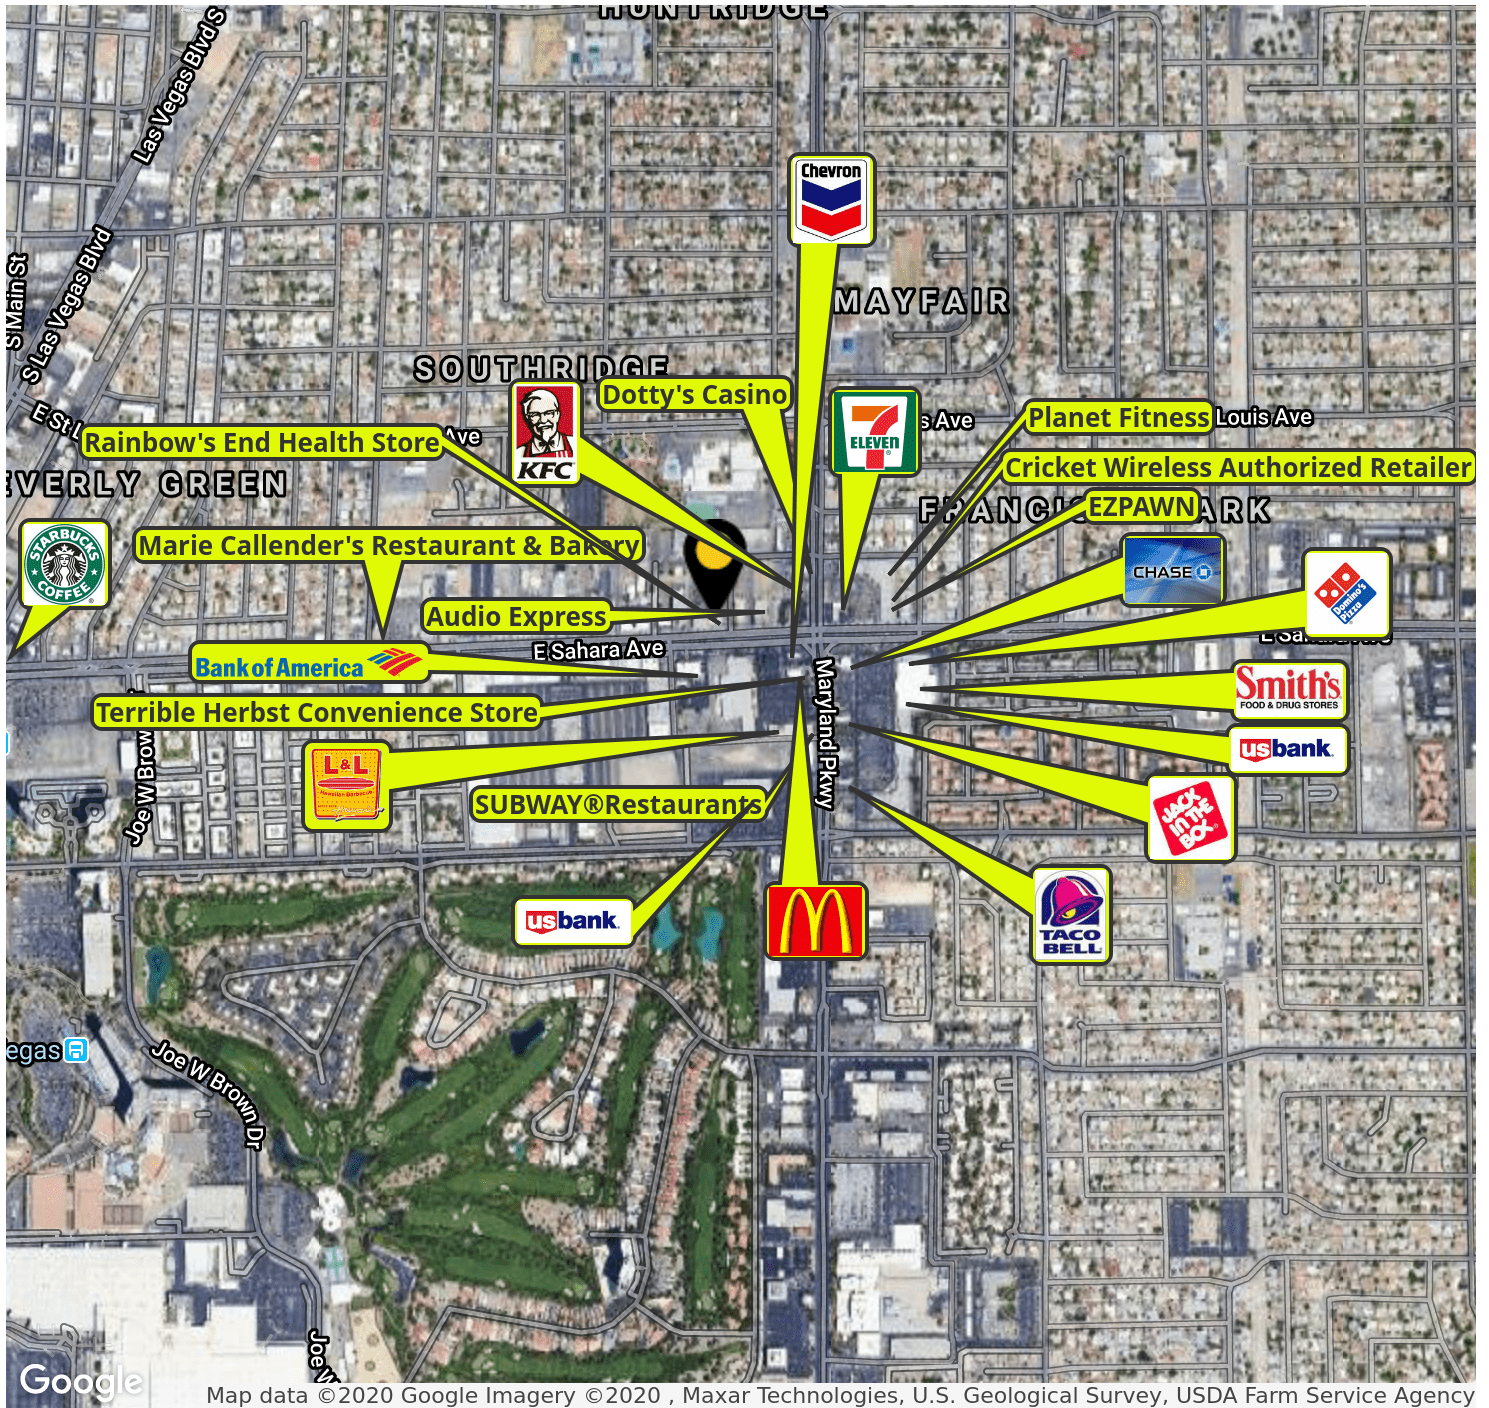 HUNTRIDGE
Las Vegas Blvd S
Chevron
S Main St
S Las Vegas Blvd
MAYFAIR
SOUTHRIDGE
Dotty's Casino
KFC
7
ELEVEN
s Ave
Planet Fitness
Louis Ave
E St L
Rainbow's End Health Store
Ave
Cricket Wireless Authorized Retailer
EVERLY GREEN
EZPAWN
FRANCIS
ARK
STARBUCKS
COFFEE
Marie Callender's Restaurant & Bakery
CHASE
Domino's
Pizza
Audio Express
E Sahara Ave
Bank of America
Smith's
FOOD & DRUG STORES
Maryland Pkwy
Terrible Herbst Convenience Store
Joe W Brow
usbank
L&L
Hawaiian Barbecue
SUBWAY®Restaurants
JACK
IN THE
BOX
usbank
TACO
BELL
egas
Joe W Brown Dr
Joe W
Google
Map data ©2020 Google Imagery ©2020 , Maxar Technologies, U.S. Geological Survey, USDA Farm Service Agency